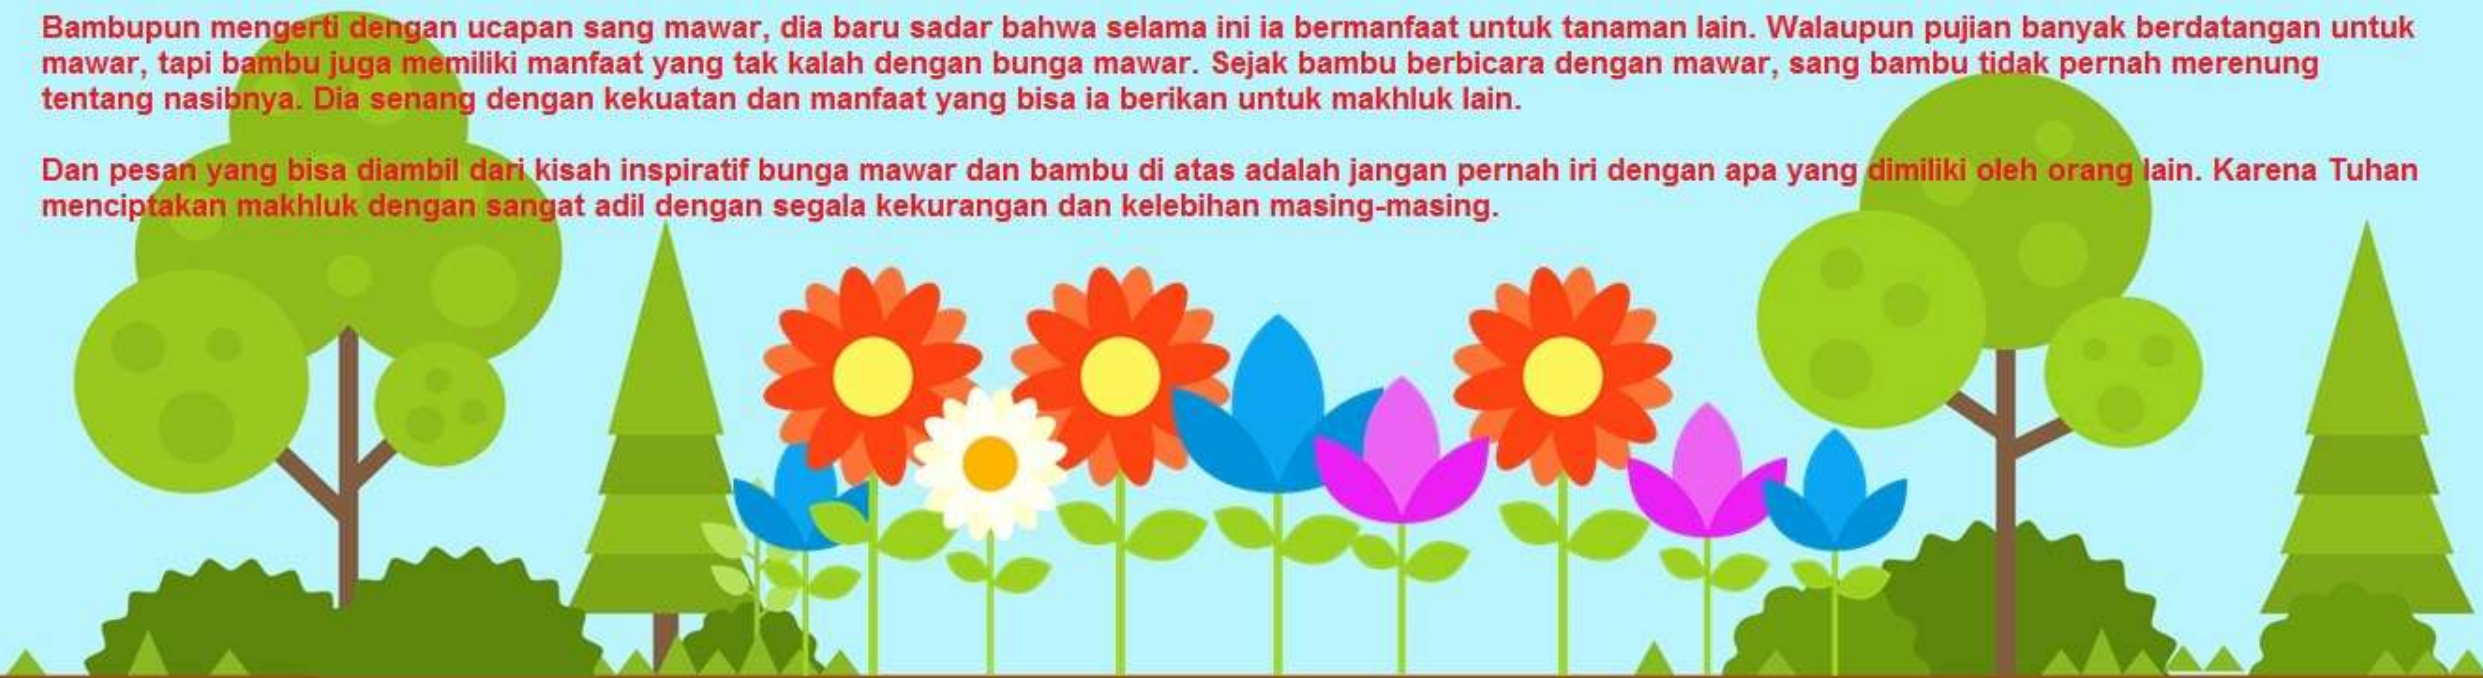 Bambupun mengerti dengan ucapan sang mawar, dia baru sadar bahwa selama ini ia bermanfaat untuk tanaman lain. Walaupun pujian banyak berdatangan untuk
mawar, tapi bambu juga memiliki manfaat yang tak kalah dengan bunga mawar. Sejak bambu berbicara dengan mawar, sang bambu tidak pernah merenung
tentang nasibnya. Dia senang dengan kekuatan dan manfaat yang bisa ia berikan untuk makhluk lain.
Dan pesan yang bisa diambil dari kisah inspiratif bunga mawar dan bambu di atas adalah jangan pernah iri dengan apa yang dimiliki oleh orang lain. Karena Tuhan
menciptakan makhluk dengan sangat adil dengan segala kekurangan dan kelebihan masing-masing.